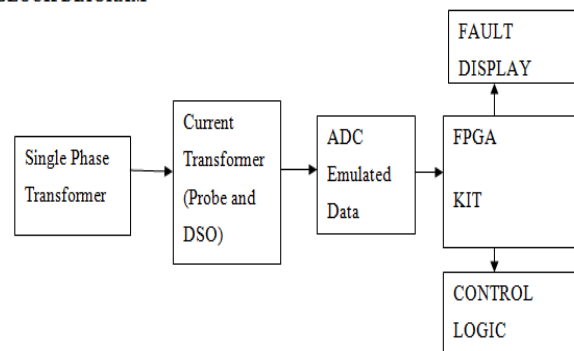 BLOCK DIAGRAM
FAULT
DISPLAY
Single Phase
Transformer
Current
Transformer
(Probe and
DSO)
ADC
Emulated
Data
FPGA
KIT
CONTROL
LOGIC